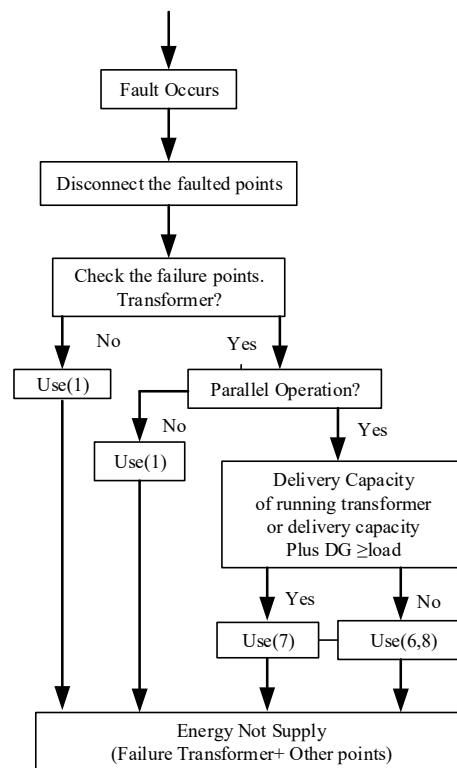 Fault Occurs
Disconnect the faulted points
Check the failure points.
Transformer?
No
Yes
Use(1)
Parallel Operation?
No
Yes
Use(1)
Delivery Capacity
of running transformer
or delivery capacity
Plus DG ≥load
Yes
No
Use(7)
Use(6,8)
Energy Not Supply
(Failure Transformer+ Other points)